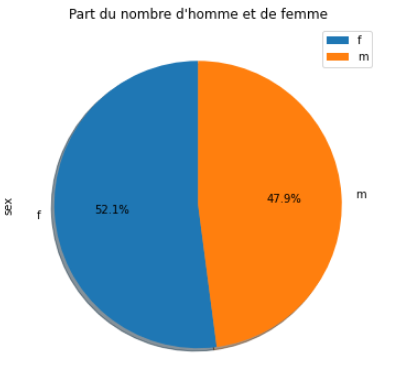 Part du nombre d'homme et de femme
f
m
47.9%
m
52.1%
sex
f